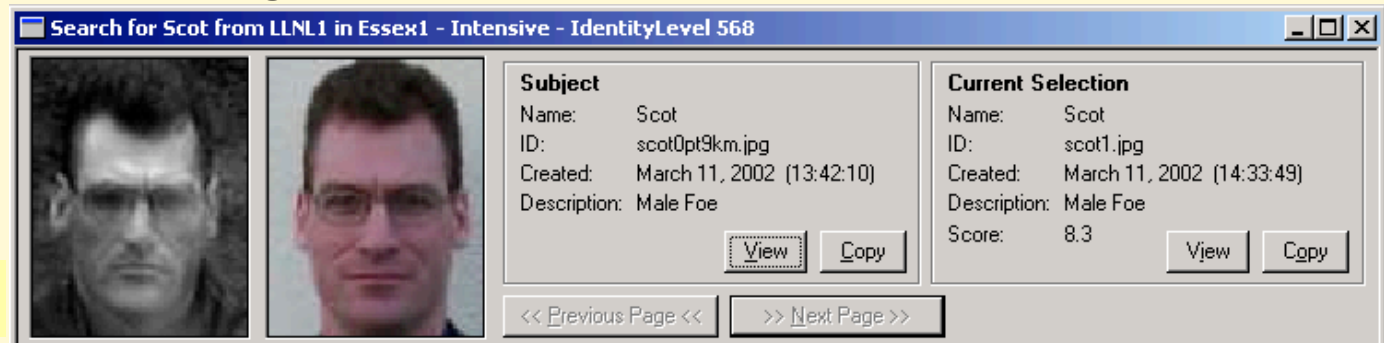 Search for Scot from LLNL1 in Essex1 - Intensive - IdentityLevel 568
Subject
Name: Scot
ID: scot0pt9km.jpg
Created: March 11, 2002 (13:42:10)
Description: Male Foe
View Copy
Current Selection
Name: Scot
ID: scot1.jpg
Created: March 11, 2002 (14:33:49)
Description: Male Foe
Score: 8.3
View Copy
<< Previous Page << >> Next Page >>